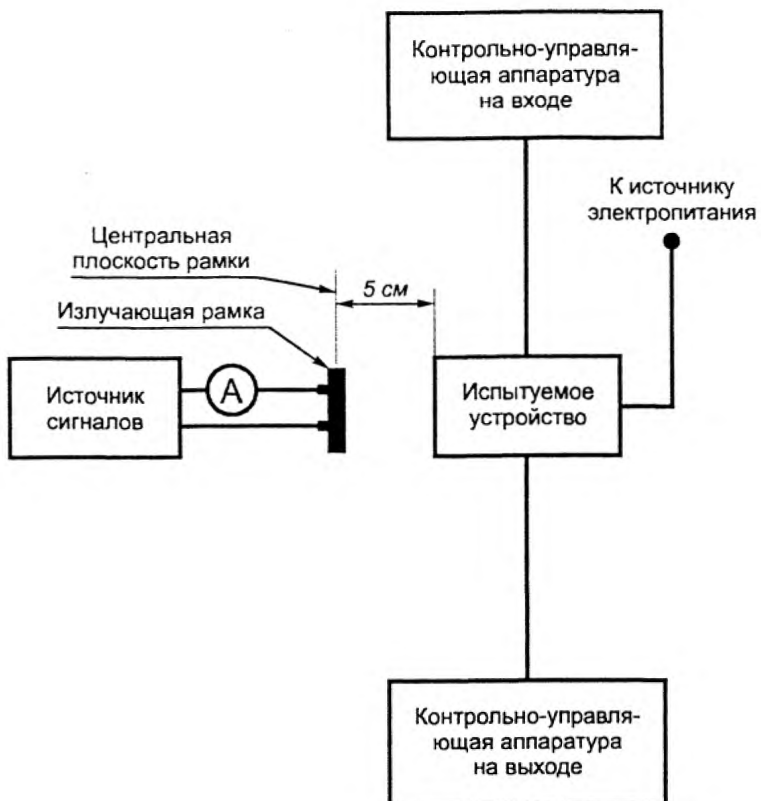 Контрольно-управля-
ющая аппаратура
на входе
К источнику
электропитания
Центральная
плоскость рамки
5 см
Излучающая рамка
Источник
сигналов
А
Испытуемое
устройство
Контрольно-управля-
ющая аппаратура
на выходе